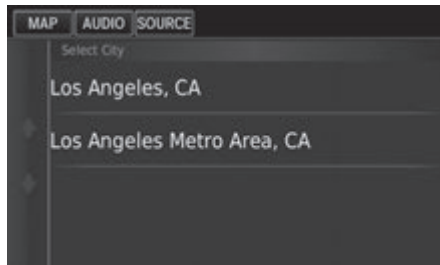 MAP AUDIO SOURCE
Select City
Los Angeles, CA
Los Angeles Metro Area, CA